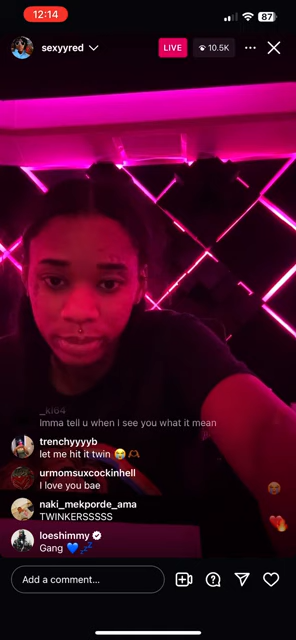 12:14
87
sexyyred
LIVE
10.5K
_kl64
Imma tell u when I see you what it mean
trenchyyyyb
let me hit it twin 😭🫶🏾
urmomsuxcockinhell
I love you bae
naki_mekporde_ama
TWINKERSSSSS
loeshimmy
Gang 💙💤
Add a comment...